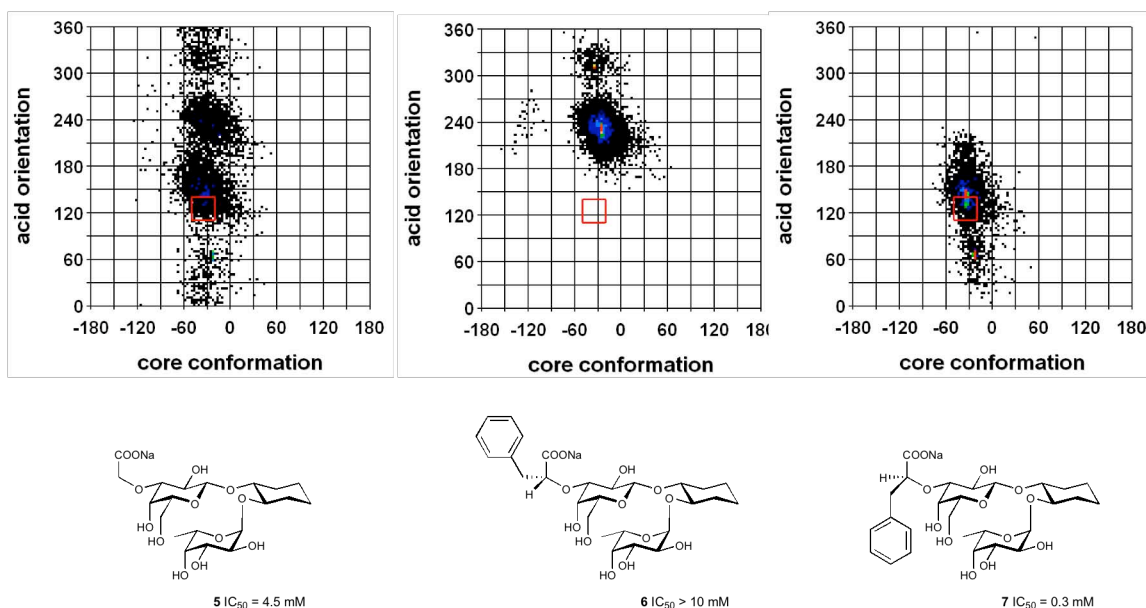 360
300
240
180
120
60
0
acid orientation
-180 -120 -60 0 60 120 180
core conformation
360
300
240
180
120
60
0
acid orientation
-180 -120 -60 0 60 120
core conformation
360
300
240
180
120
60
0
acid orientation
-180 -120 -60 0 60 120 180
core conformation
COONa
OH
O O
O O
HO
HO
O
OH
OH
HO
5 IC50 = 4.5 mM
COONa
OH
H O O
O O
HO
HO
O
OH
OH
HO
6 IC50 > 10 mM
COONa
H OH
O O
O O
HO
HO
O
OH
OH
HO
7 IC50 = 0.3 mM